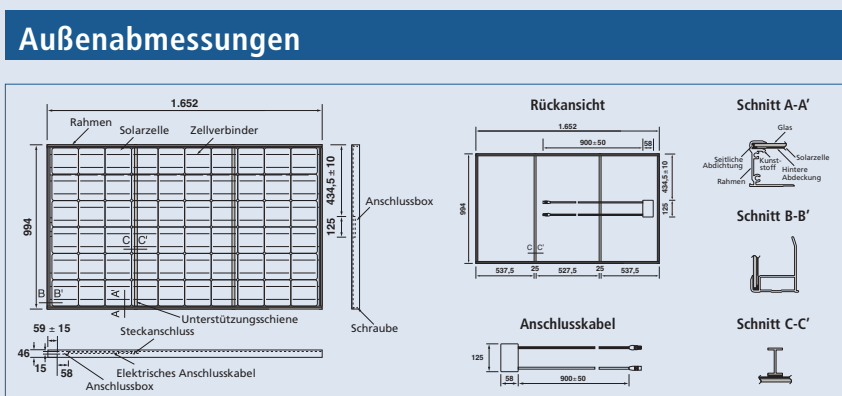 Außenabmessungen
1.652
Rahmen
Solarzelle
Zellverbinder
994
434,5 ± 10
125
Anschlussbox
C C'
B B'
A A'
Unterstützungsschiene
Schraube
Steckanschluss
59 ± 15
46
15
58
Elektrisches Anschlusskabel
Anschlussbox
Rückansicht
1.652
900±50
58
994
434,5±10
125
C C'
537,5
25
527,5
25
537,5
Anschlusskabel
125
58
900±50
Schnitt A-A'
Glas
Seitliche
Abdichtung
Kunst-
stoff
Solarzelle
Hintere
Abdeckung
Rahmen
Schnitt B-B'
Schnitt C-C'